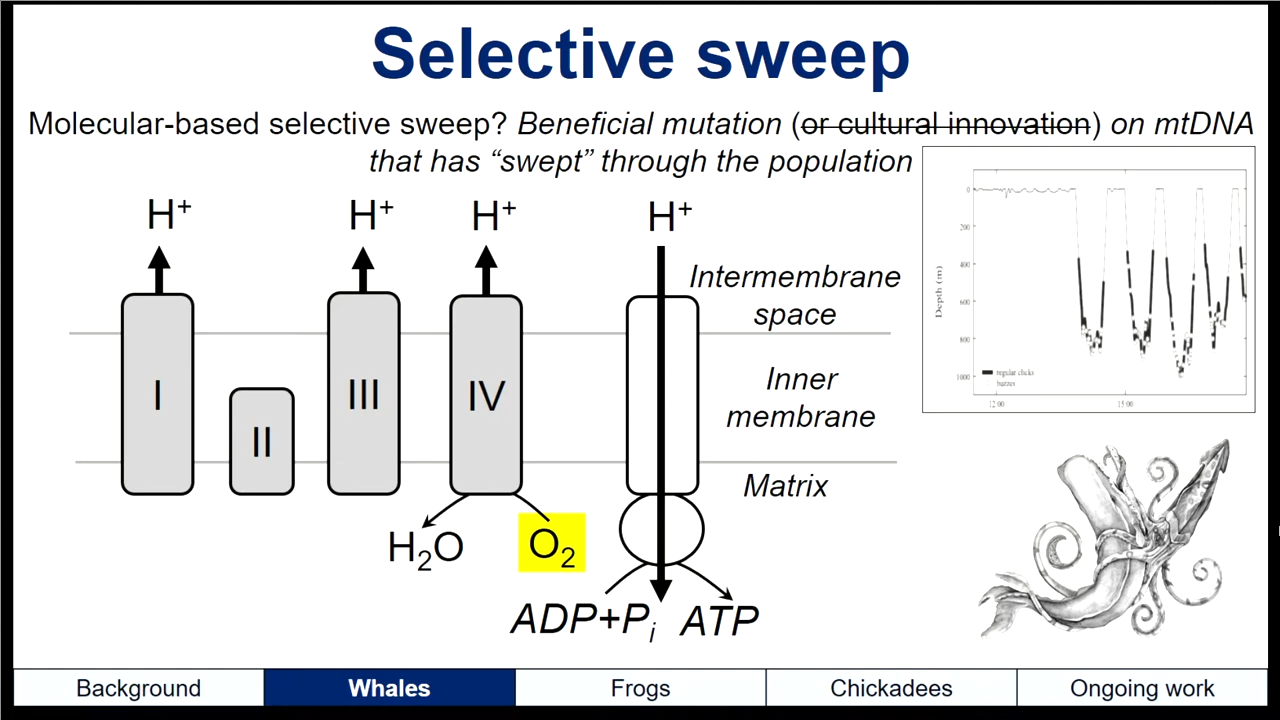 Selective sweep
Molecular-based selective sweep? Beneficial mutation (or cultural innovation) on mtDNA
that has “swept” through the population
H+
H+
H+
H+
Intermembrane
space
I
II
III
IV
Inner
membrane
Matrix
H2O
O2
ADP+Pi
ATP
0
200
400
600
800
1000
Depth (m)
regular clicks
buzzes
12:00
15:00
Background
Whales
Frogs
Chickadees
Ongoing work